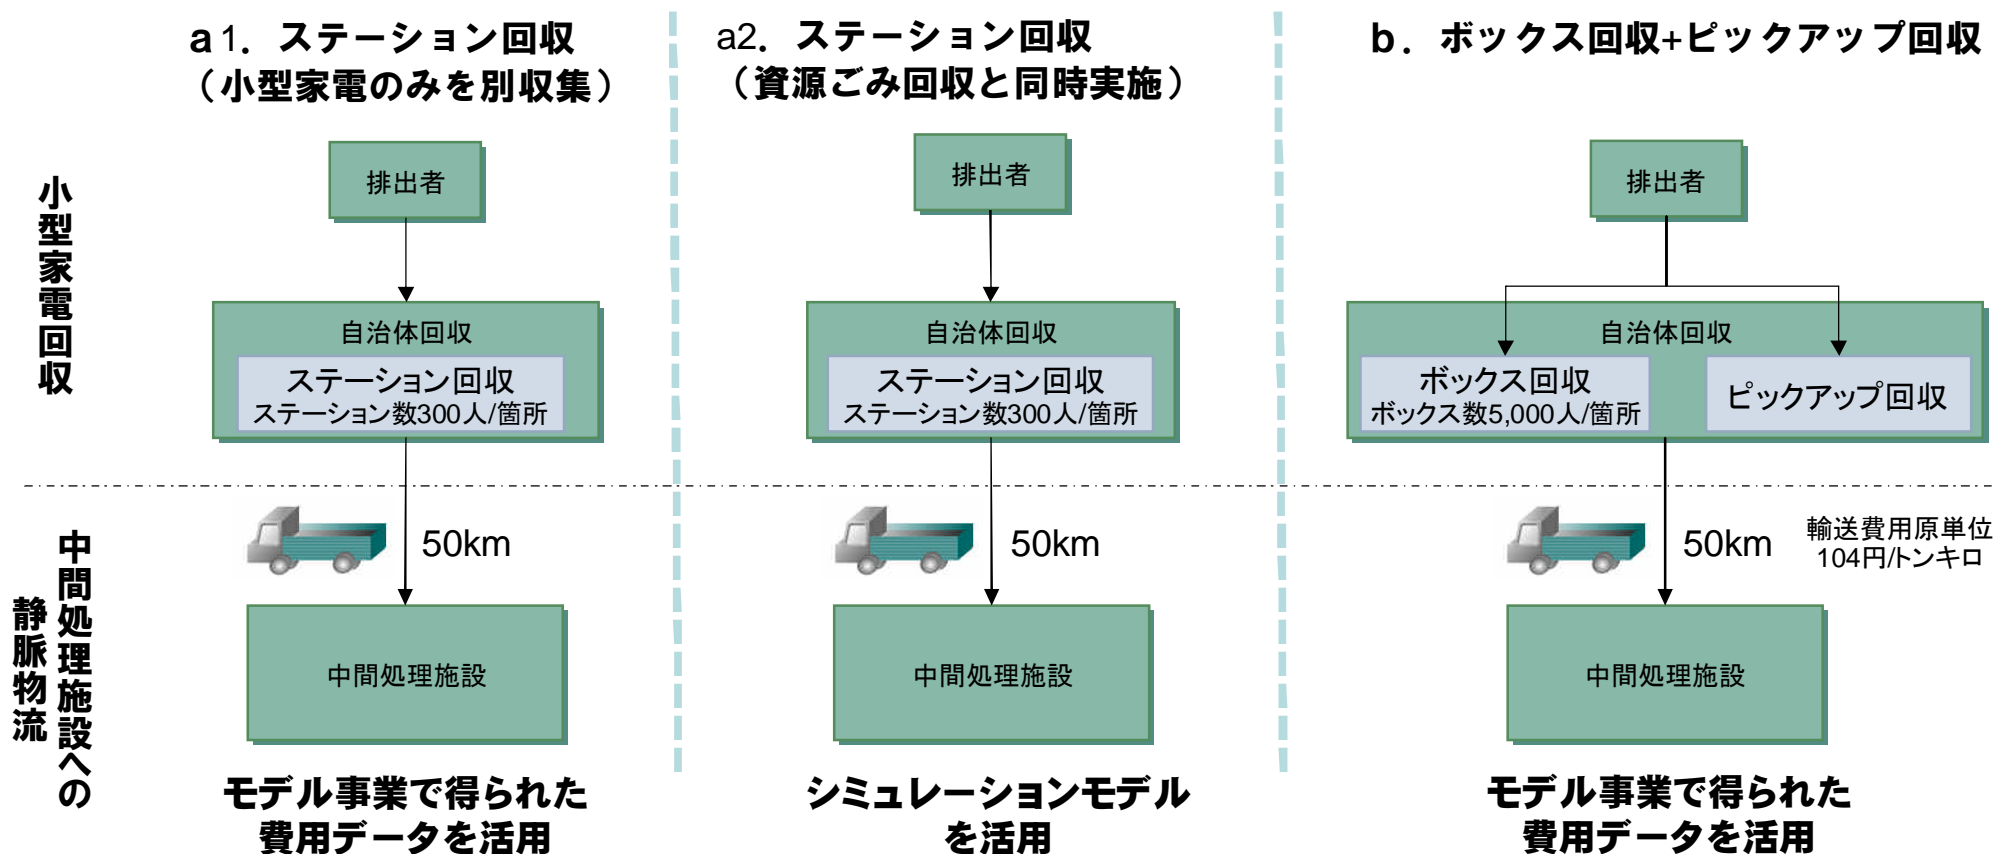 a1．ステーション回収
（小型家電のみを別収集）
a2．ステーション回収
（資源ごみ回収と同時実施）
b．ボックス回収+ピックアップ回収
小型家電回収
排出者
排出者
排出者
自治体回収
ステーション回収
ステーション数300人/箇所
自治体回収
ステーション回収
ステーション数300人/箇所
自治体回収
ボックス回収
ボックス数5,000人/箇所
ピックアップ回収
中間処理施設への
静脈物流
50km
50km
50km
輸送費用原単位
104円/トンキロ
中間処理施設
中間処理施設
中間処理施設
モデル事業で得られた
費用データを活用
シミュレーションモデル
を活用
モデル事業で得られた
費用データを活用